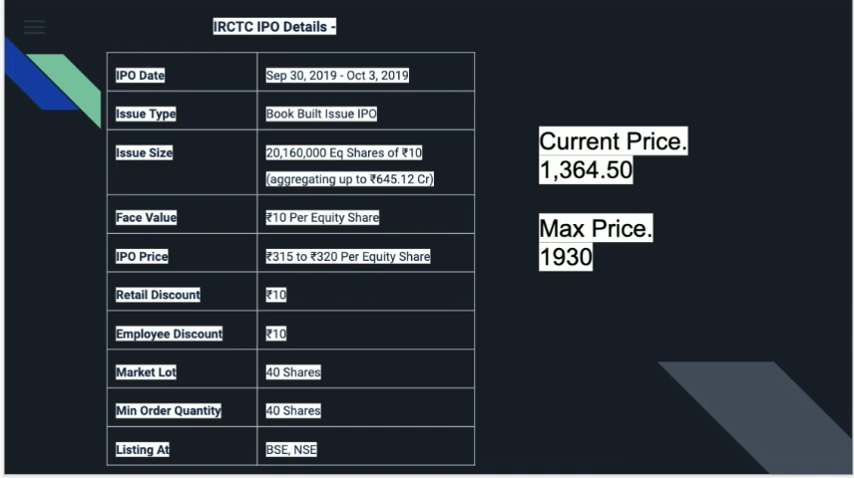 IRCTC IPO Details -
IPO Date Sep 30, 2019 - Oct 3, 2019
Issue Type Book Built Issue IPO
Issue Size 20,160,000 Eq Shares of ₹10
(aggregating up to ₹645.12 Cr)
Face Value ₹10 Per Equity Share
IPO Price ₹315 to ₹320 Per Equity Share
Retail Discount ₹10
Employee Discount ₹10
Market Lot 40 Shares
Min Order Quantity 40 Shares
Listing At BSE, NSE
Current Price.
1,364.50
Max Price.
1930